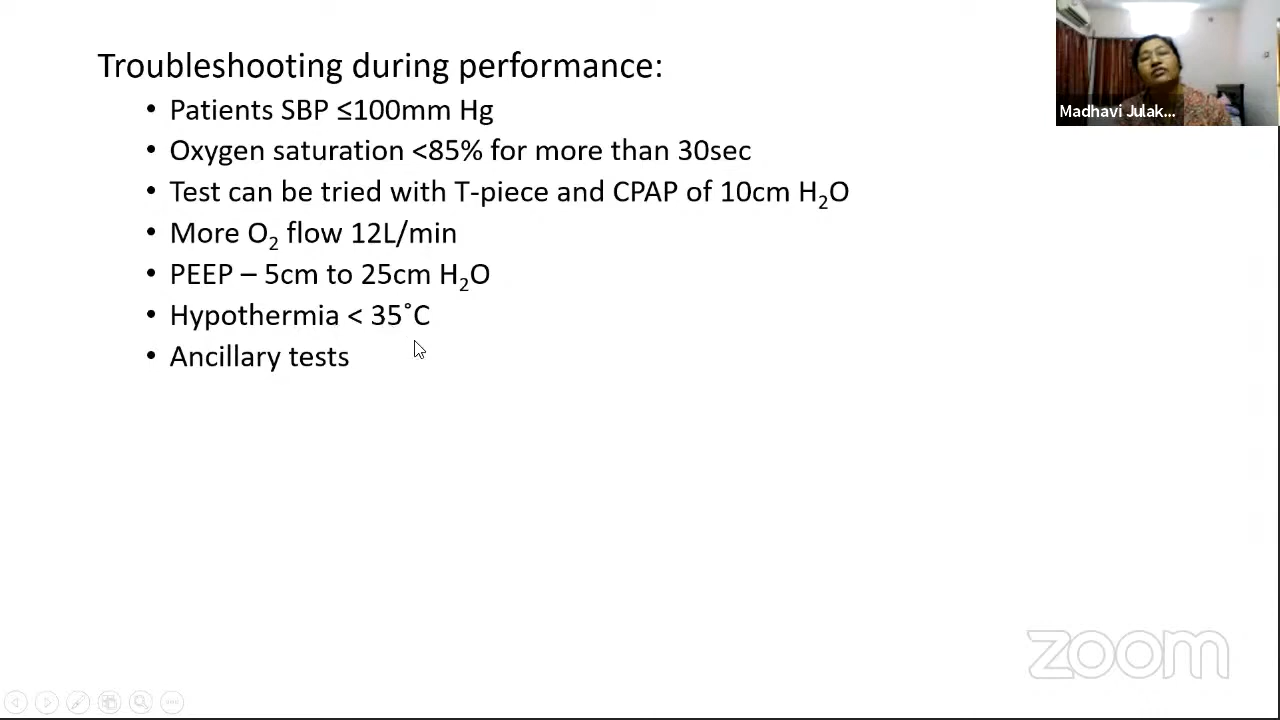 Troubleshooting during performance:
• Patients SBP ≤100mm Hg
• Oxygen saturation <85% for more than 30sec
• Test can be tried with T-piece and CPAP of 10cm H₂O
• More O₂ flow 12L/min
• PEEP – 5cm to 25cm H₂O
• Hypothermia < 35˚C
• Ancillary tests
Madhavi Julak...
zoom